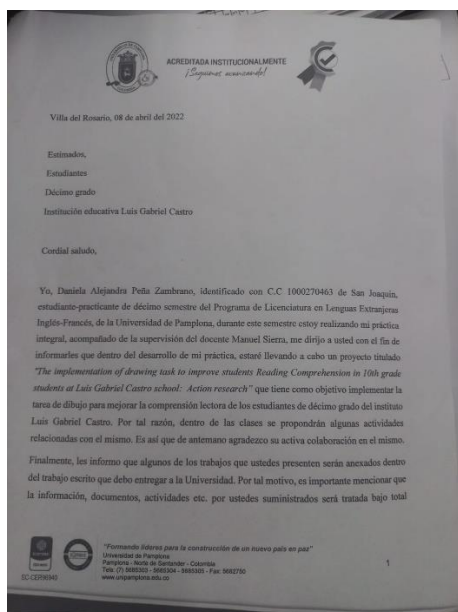 ACREDITADA INSTITUCIONALMENTE
¡Seguimos avanzando!
Villa del Rosario, 08 de abril del 2022
Estimados,
Estudiantes
Décimo grado
Institución educativa Luis Gabriel Castro
Cordial saludo,
Yo, Daniela Alejandra Peña Zambrano, identificado con C.C 1000270463 de San Joaquin,
estudiante-practicante de décimo semestre del Programa de Licenciatura en Lenguas Extranjeras
Inglés-Francés, de la Universidad de Pamplona, durante este semestre estoy realizando mi práctica
integral, acompañado de la supervisión del docente Manuel Sierra, me dirijo a usted con el fin de
informarles que dentro del desarrollo de mi práctica, estaré llevando a cabo un proyecto titulado
"The implementation of drawing task to improve students Reading Comprehension in 10th grade
students at Luis Gabriel Castro school: Action research" que tiene como objetivo implementar la
tarea de dibujo para mejorar la comprensión lectora de los estudiantes de décimo grado del instituto
Luis Gabriel Castro. Por tal razón, dentro de las clases se propondrán algunas actividades
relacionadas con el mismo. Es así que de antemano agradezco su activa colaboración en el mismo.
Finalmente, les informo que algunos de los trabajos que ustedes presenten serán anexados dentro
del trabajo escrito que debo entregar a la Universidad. Por tal motivo, es importante mencionar que
la información, documentos, actividades etc. por ustedes suministrados será tratada bajo total
"Formando líderes para la construcción de un nuevo país en paz"
Universidad de Pamplona
Pamplona - Norte de Santander - Colombia
Tels: (7) 5685303 - 5685304 - 5685305 - Fax: 5682750
www.unipamplona.edu.co
1